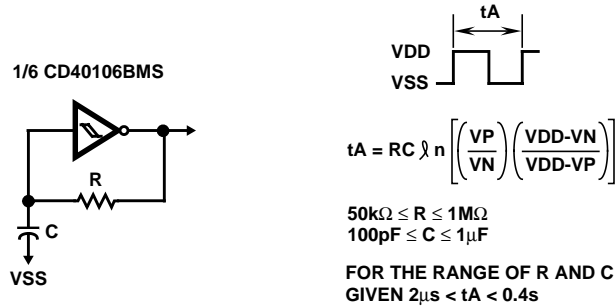 1/6 CD40106BMS
R
C
VSS
tA
VDD
VSS
tA = RC ℓn [(VP/VN) (VDD-VN/VDD-VP)]
50kΩ ≤ R ≤ 1MΩ
100pF ≤ C ≤ 1µF
FOR THE RANGE OF R AND C
GIVEN 2µs < tA < 0.4s